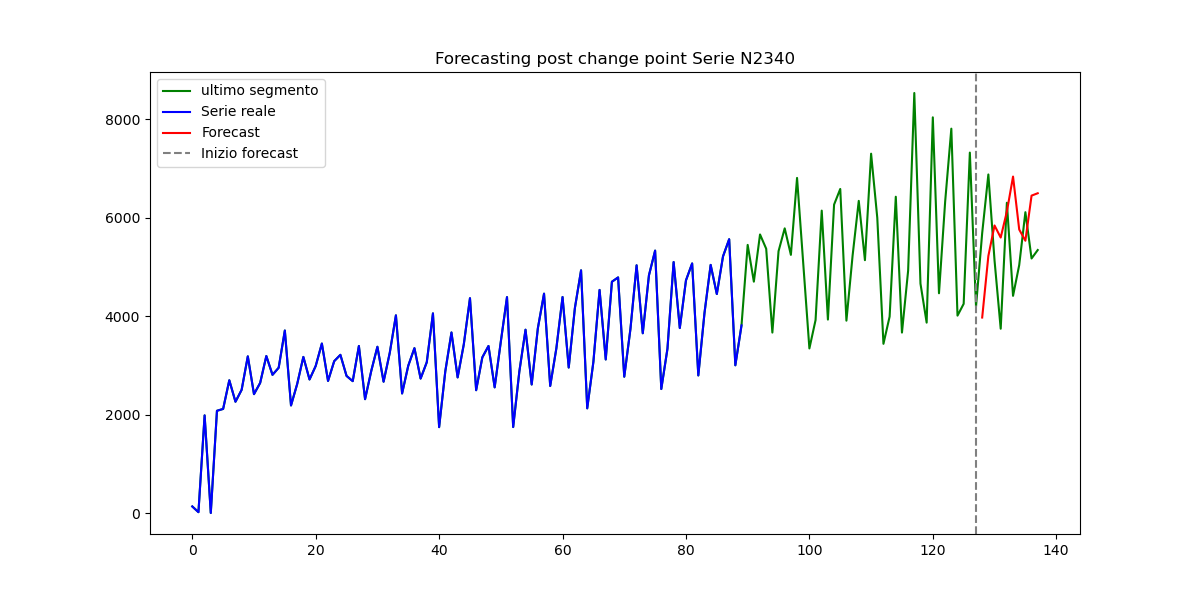 Forecasting post change point Serie N2340
ultimo segmento
Serie reale
Forecast
Inizio forecast
8000
6000
4000
2000
0
0 20 40 60 80 100 120 140